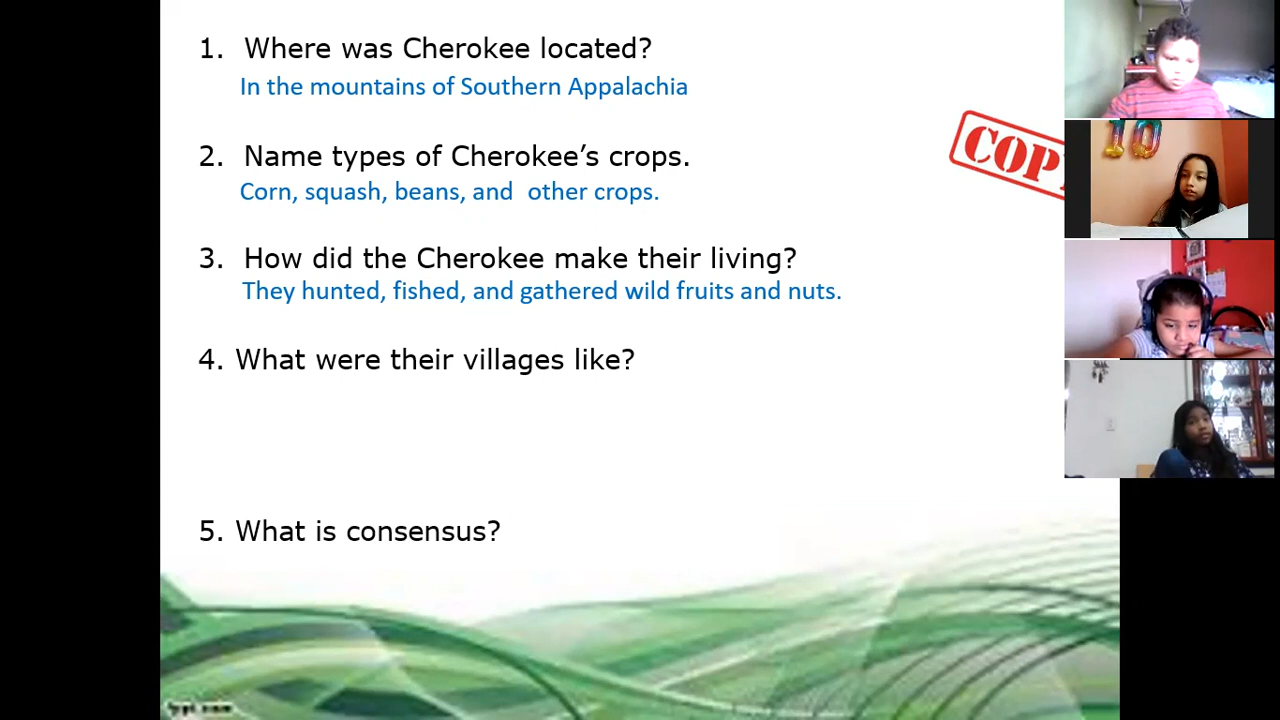 1. Where was Cherokee located?
In the mountains of Southern Appalachia
2. Name types of Cherokee’s crops.
Corn, squash, beans, and other crops.
COP
3. How did the Cherokee make their living?
They hunted, fished, and gathered wild fruits and nuts.
4. What were their villages like?
5. What is consensus?
10